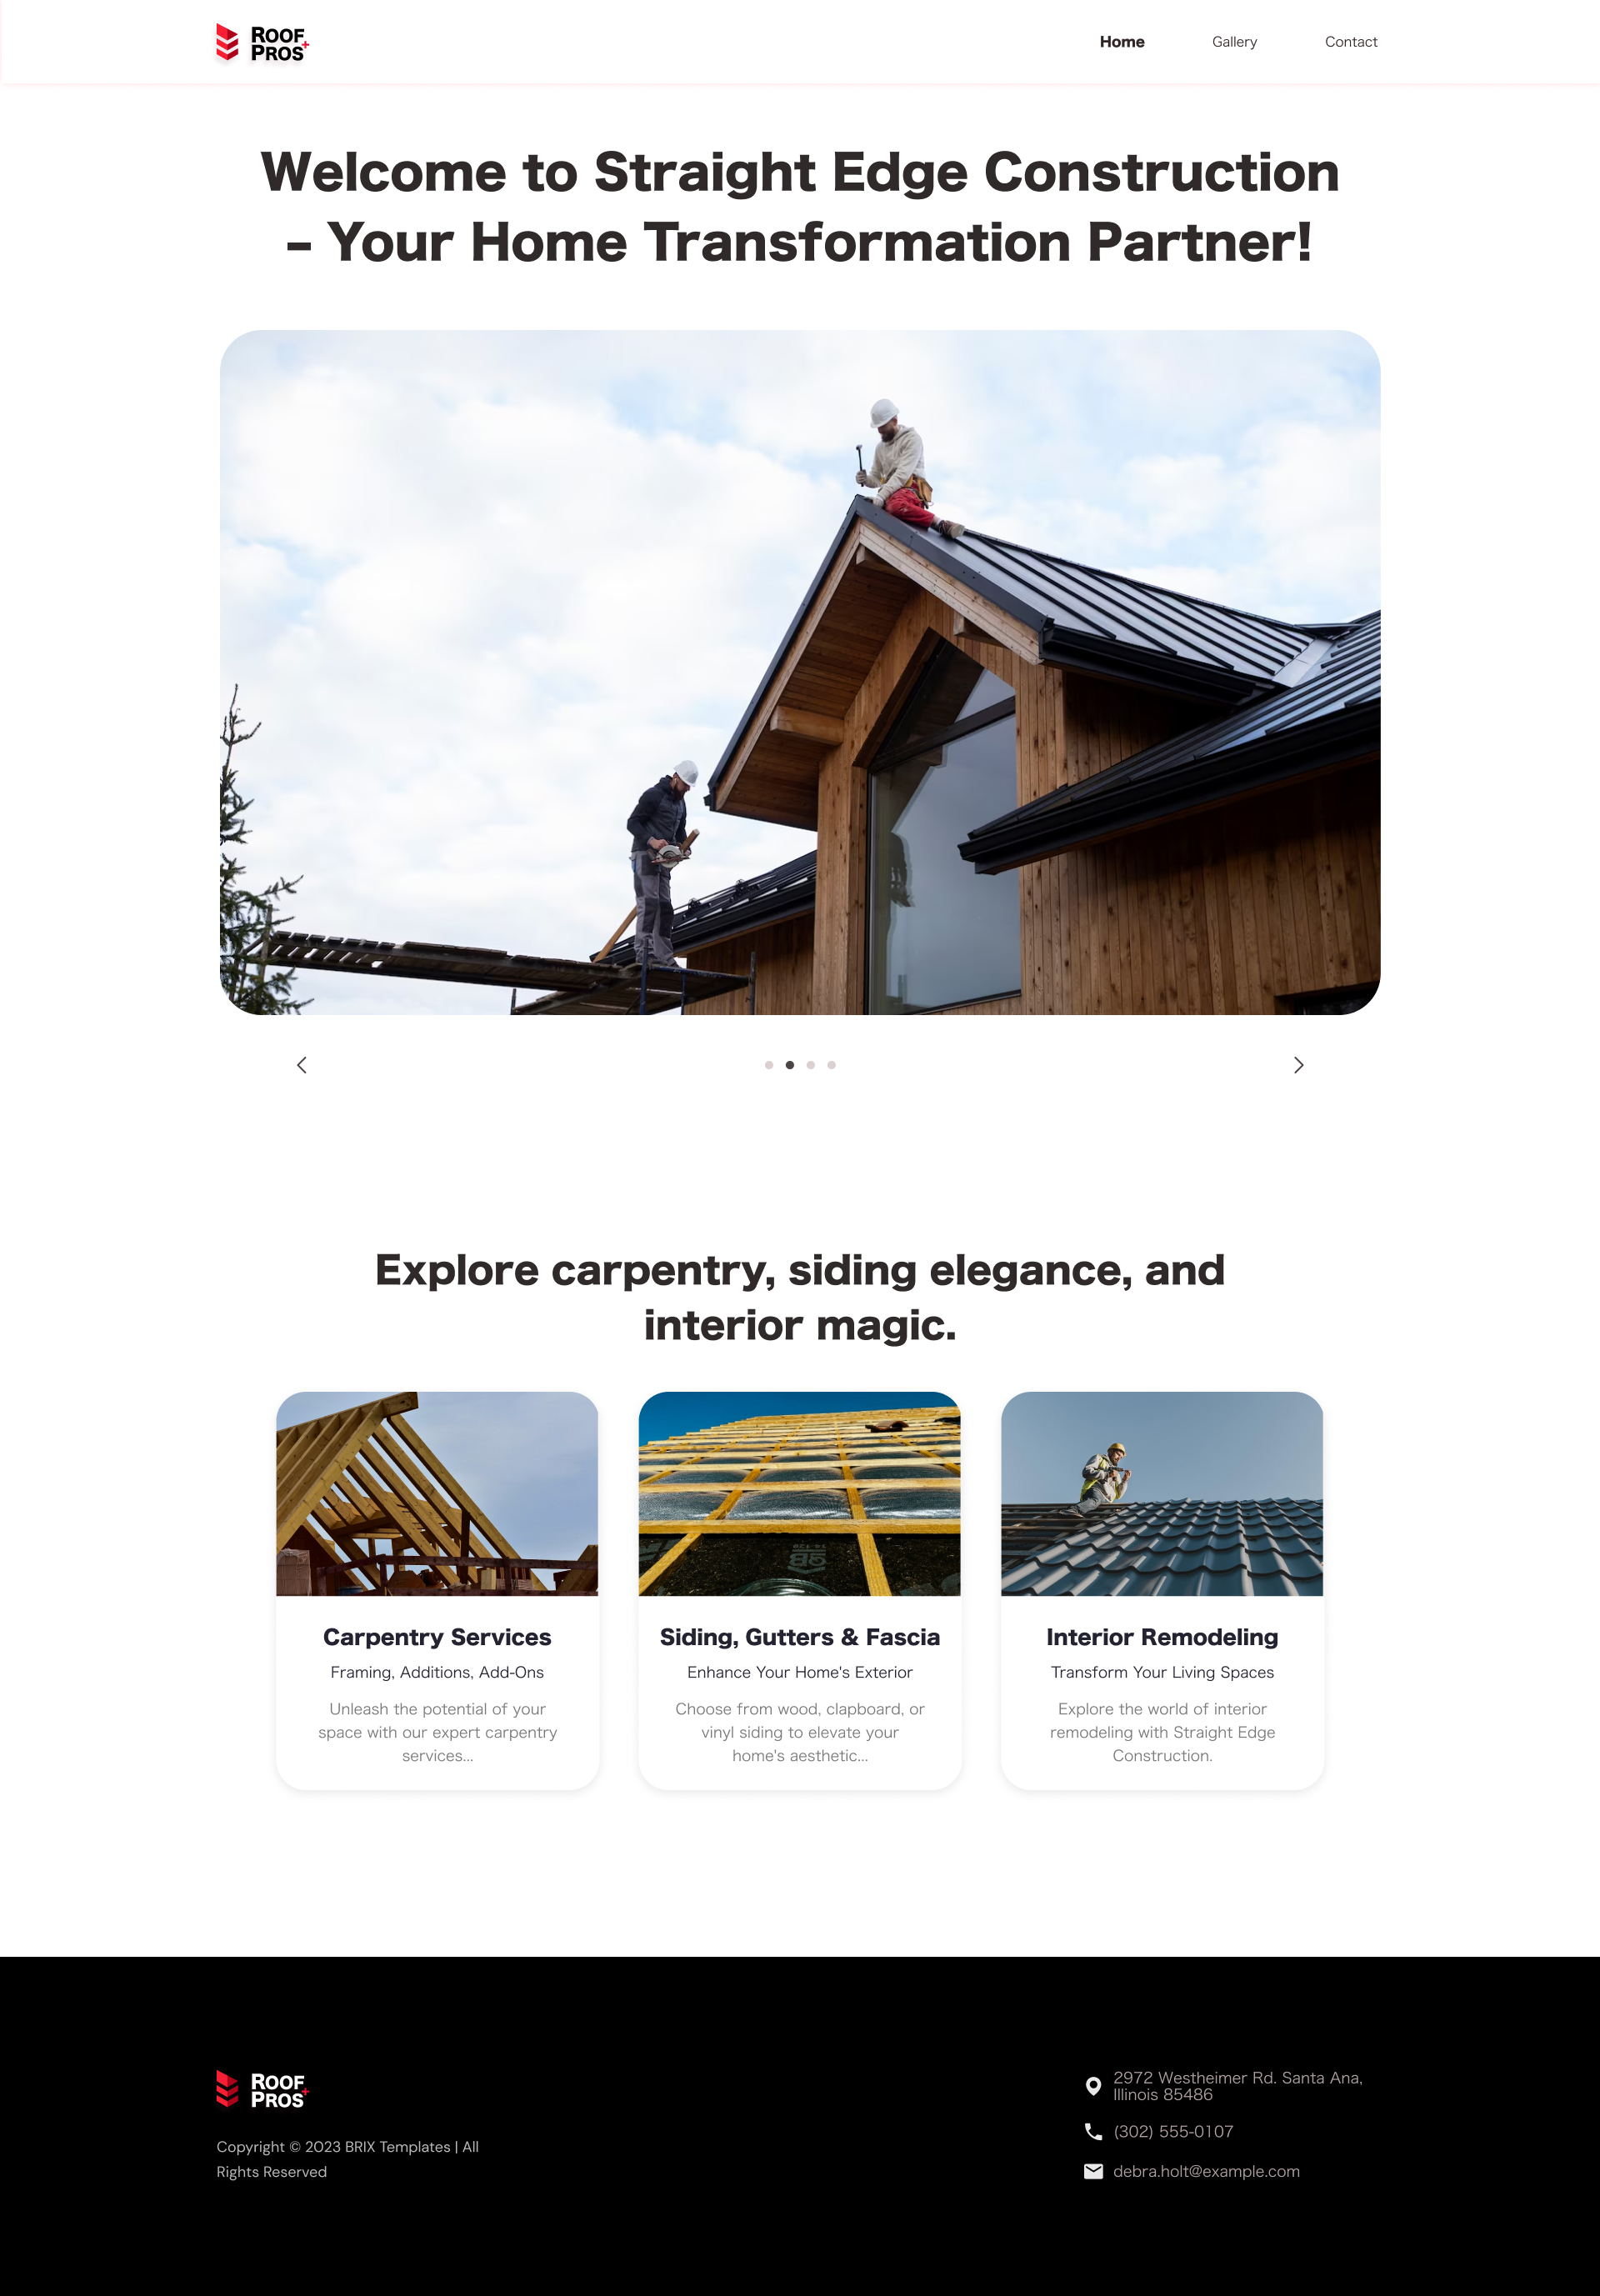 ROOF
PROS+
Home
Gallery
Contact
Welcome to Straight Edge Construction
– Your Home Transformation Partner!
Explore carpentry, siding elegance, and
interior magic.
Carpentry Services
Framing, Additions, Add-Ons
Unleash the potential of your
space with our expert carpentry
services...
Siding, Gutters & Fascia
Enhance Your Home's Exterior
Choose from wood, clapboard, or
vinyl siding to elevate your
home's aesthetic...
Interior Remodeling
Transform Your Living Spaces
Explore the world of interior
remodeling with Straight Edge
Construction.
ROOF
PROS+
Copyright © 2023 BRIX Templates | All
Rights Reserved
2972 Westheimer Rd. Santa Ana,
Illinois 85486
(302) 555-0107
debra.holt@example.com